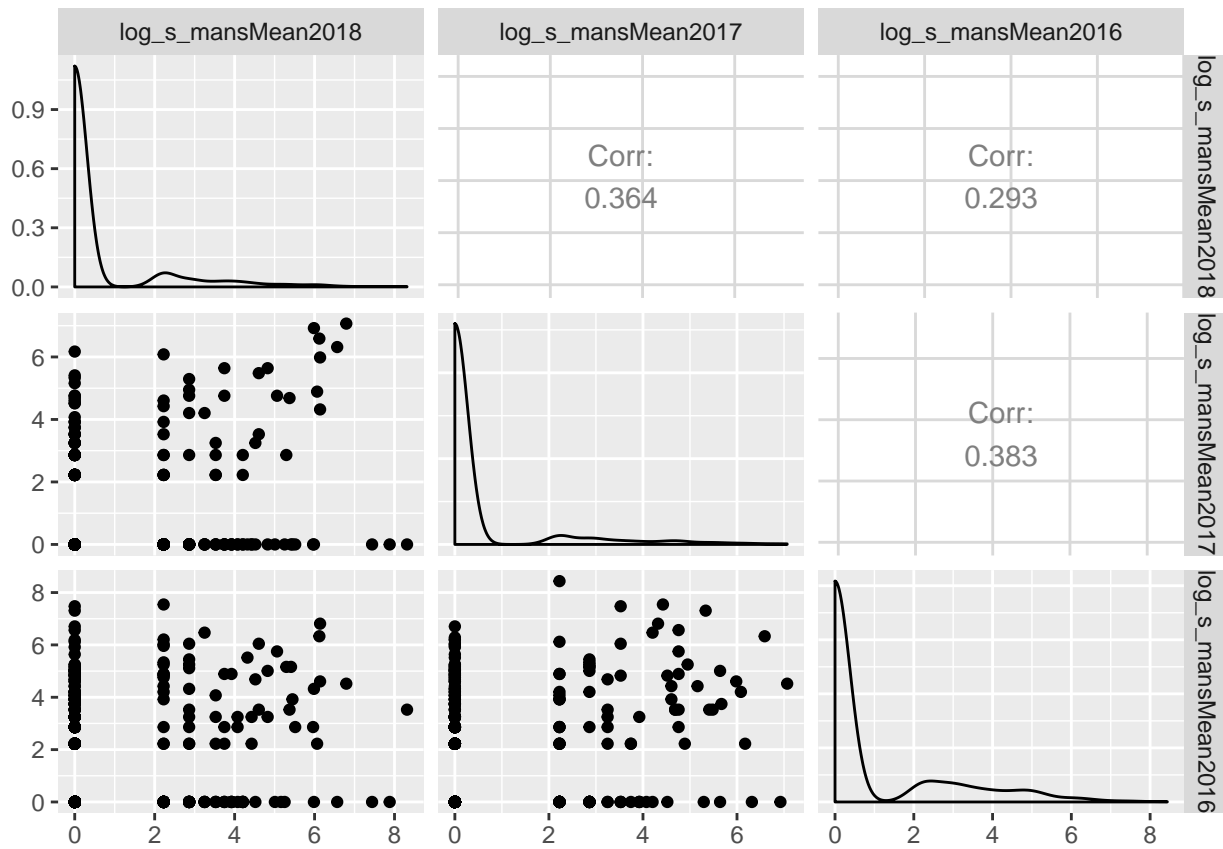 log_s_mansMean2018
log_s_mansMean2017
log_s_mansMean2016
0.9
0.6
0.3
0.0
Corr:
0.364
Corr:
0.293
log_s_mansMean2018
6
4
2
0
Corr:
0.383
log_s_mansMean2017
8
6
4
2
0
log_s_mansMean2016
0 2 4 6 8
0 2 4 6
0 2 4 6 8